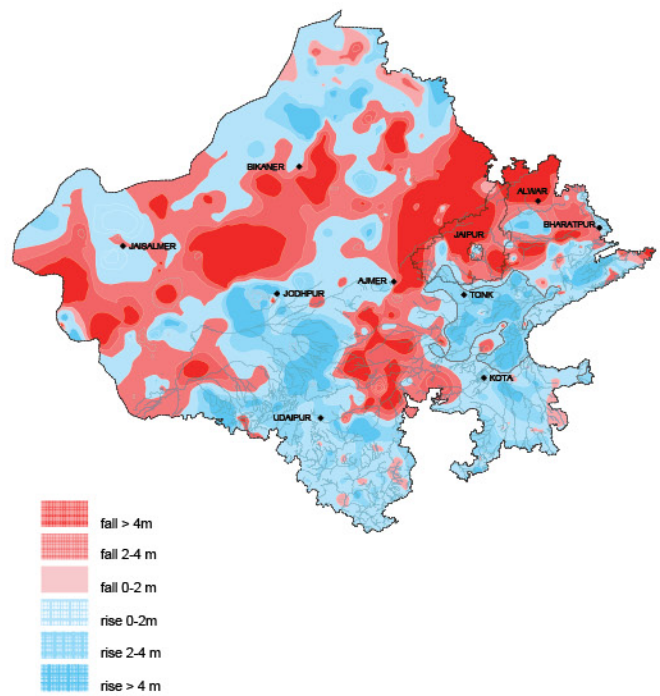 BIKANER
ALWAR
BHARATPUR
JAIPUR
JAISALMER
AJMER
JODHPUR
TONK
KOTA
UDAIPUR
fall > 4m
fall 2-4 m
fall 0-2 m
rise 0-2m
rise 2-4 m
rise > 4 m